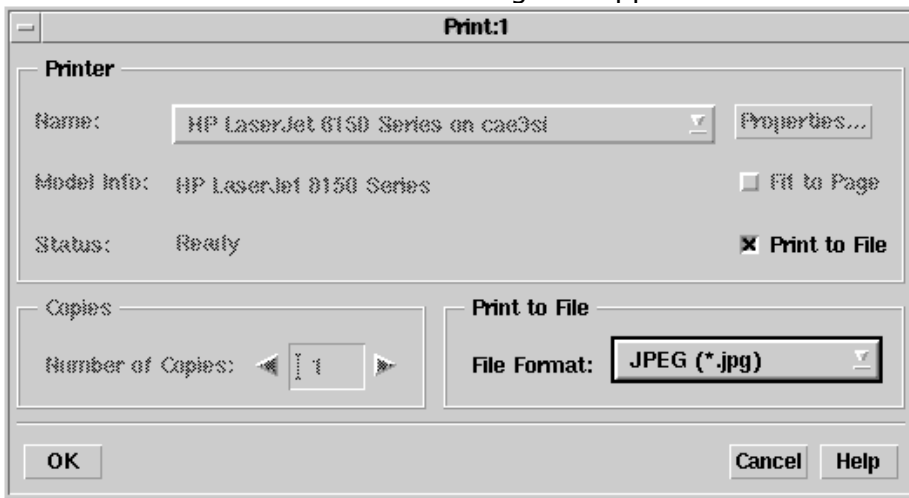 Print:1
Printer
Name: HP LaserJet 8150 Series on cae3si Properties...
Model Info: HP LaserJet 8150 Series Fit to Page
Status: Ready Print to File
Copies Print to File
Number of Copies: 1 File Format: JPEG (*.jpg)
OK Cancel Help